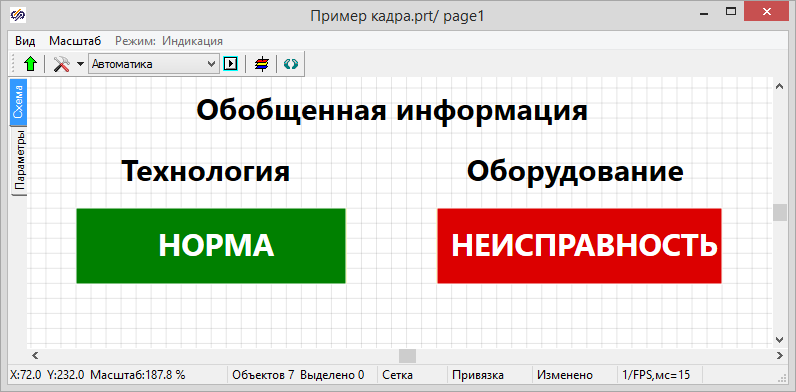 Пример кадра.prt/ page1
Вид Масштаб Режим: Индикация
Автоматика
Схема
Параметры
Обобщенная информация
Технология Оборудование
НОРМА НЕИСПРАВНОСТЬ
X:72.0 Y:232.0 Масштаб:187.8 % Объектов 7 Выделено 0 Сетка Привязка Изменено 1/FPS,мс=15